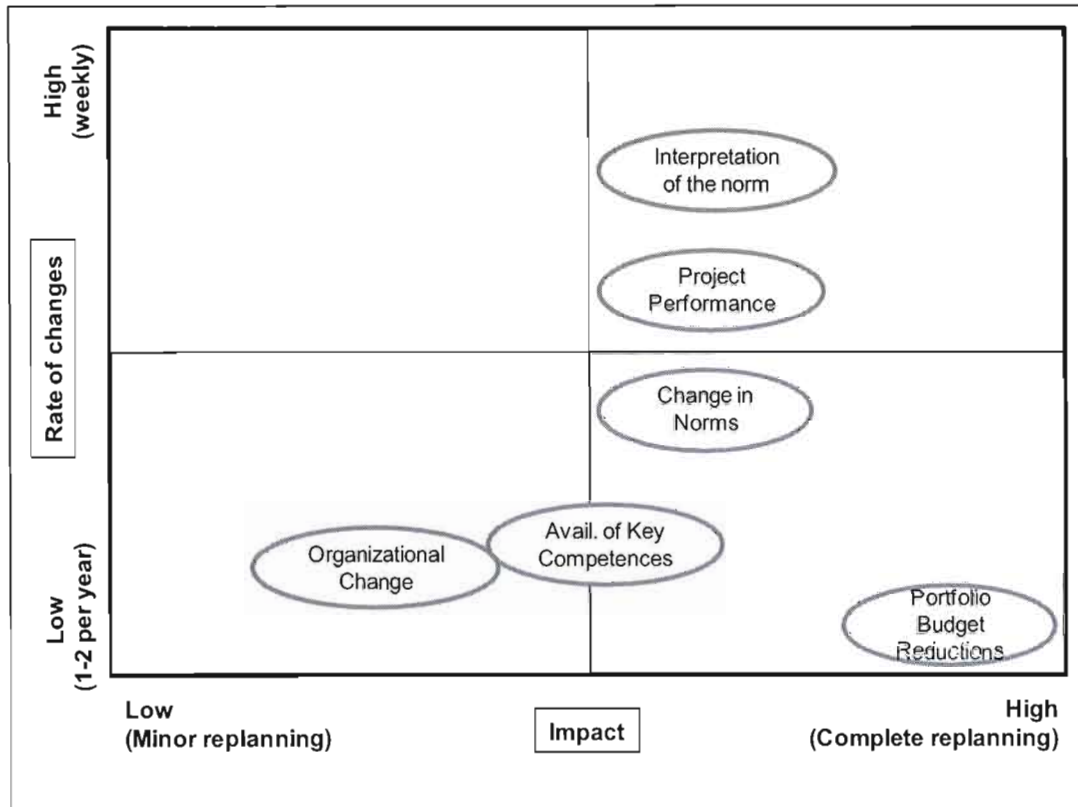 High
(weekly)
Rate of changes
Low
(1-2 per year)
Interpretation
of the norm
Project
Performance
Change in
Norms
Avail. of Key
Competences
Organizational
Change
Portfolio
Budget
Reductions
Low
(Minor replanning)
Impact
High
(Complete replanning)